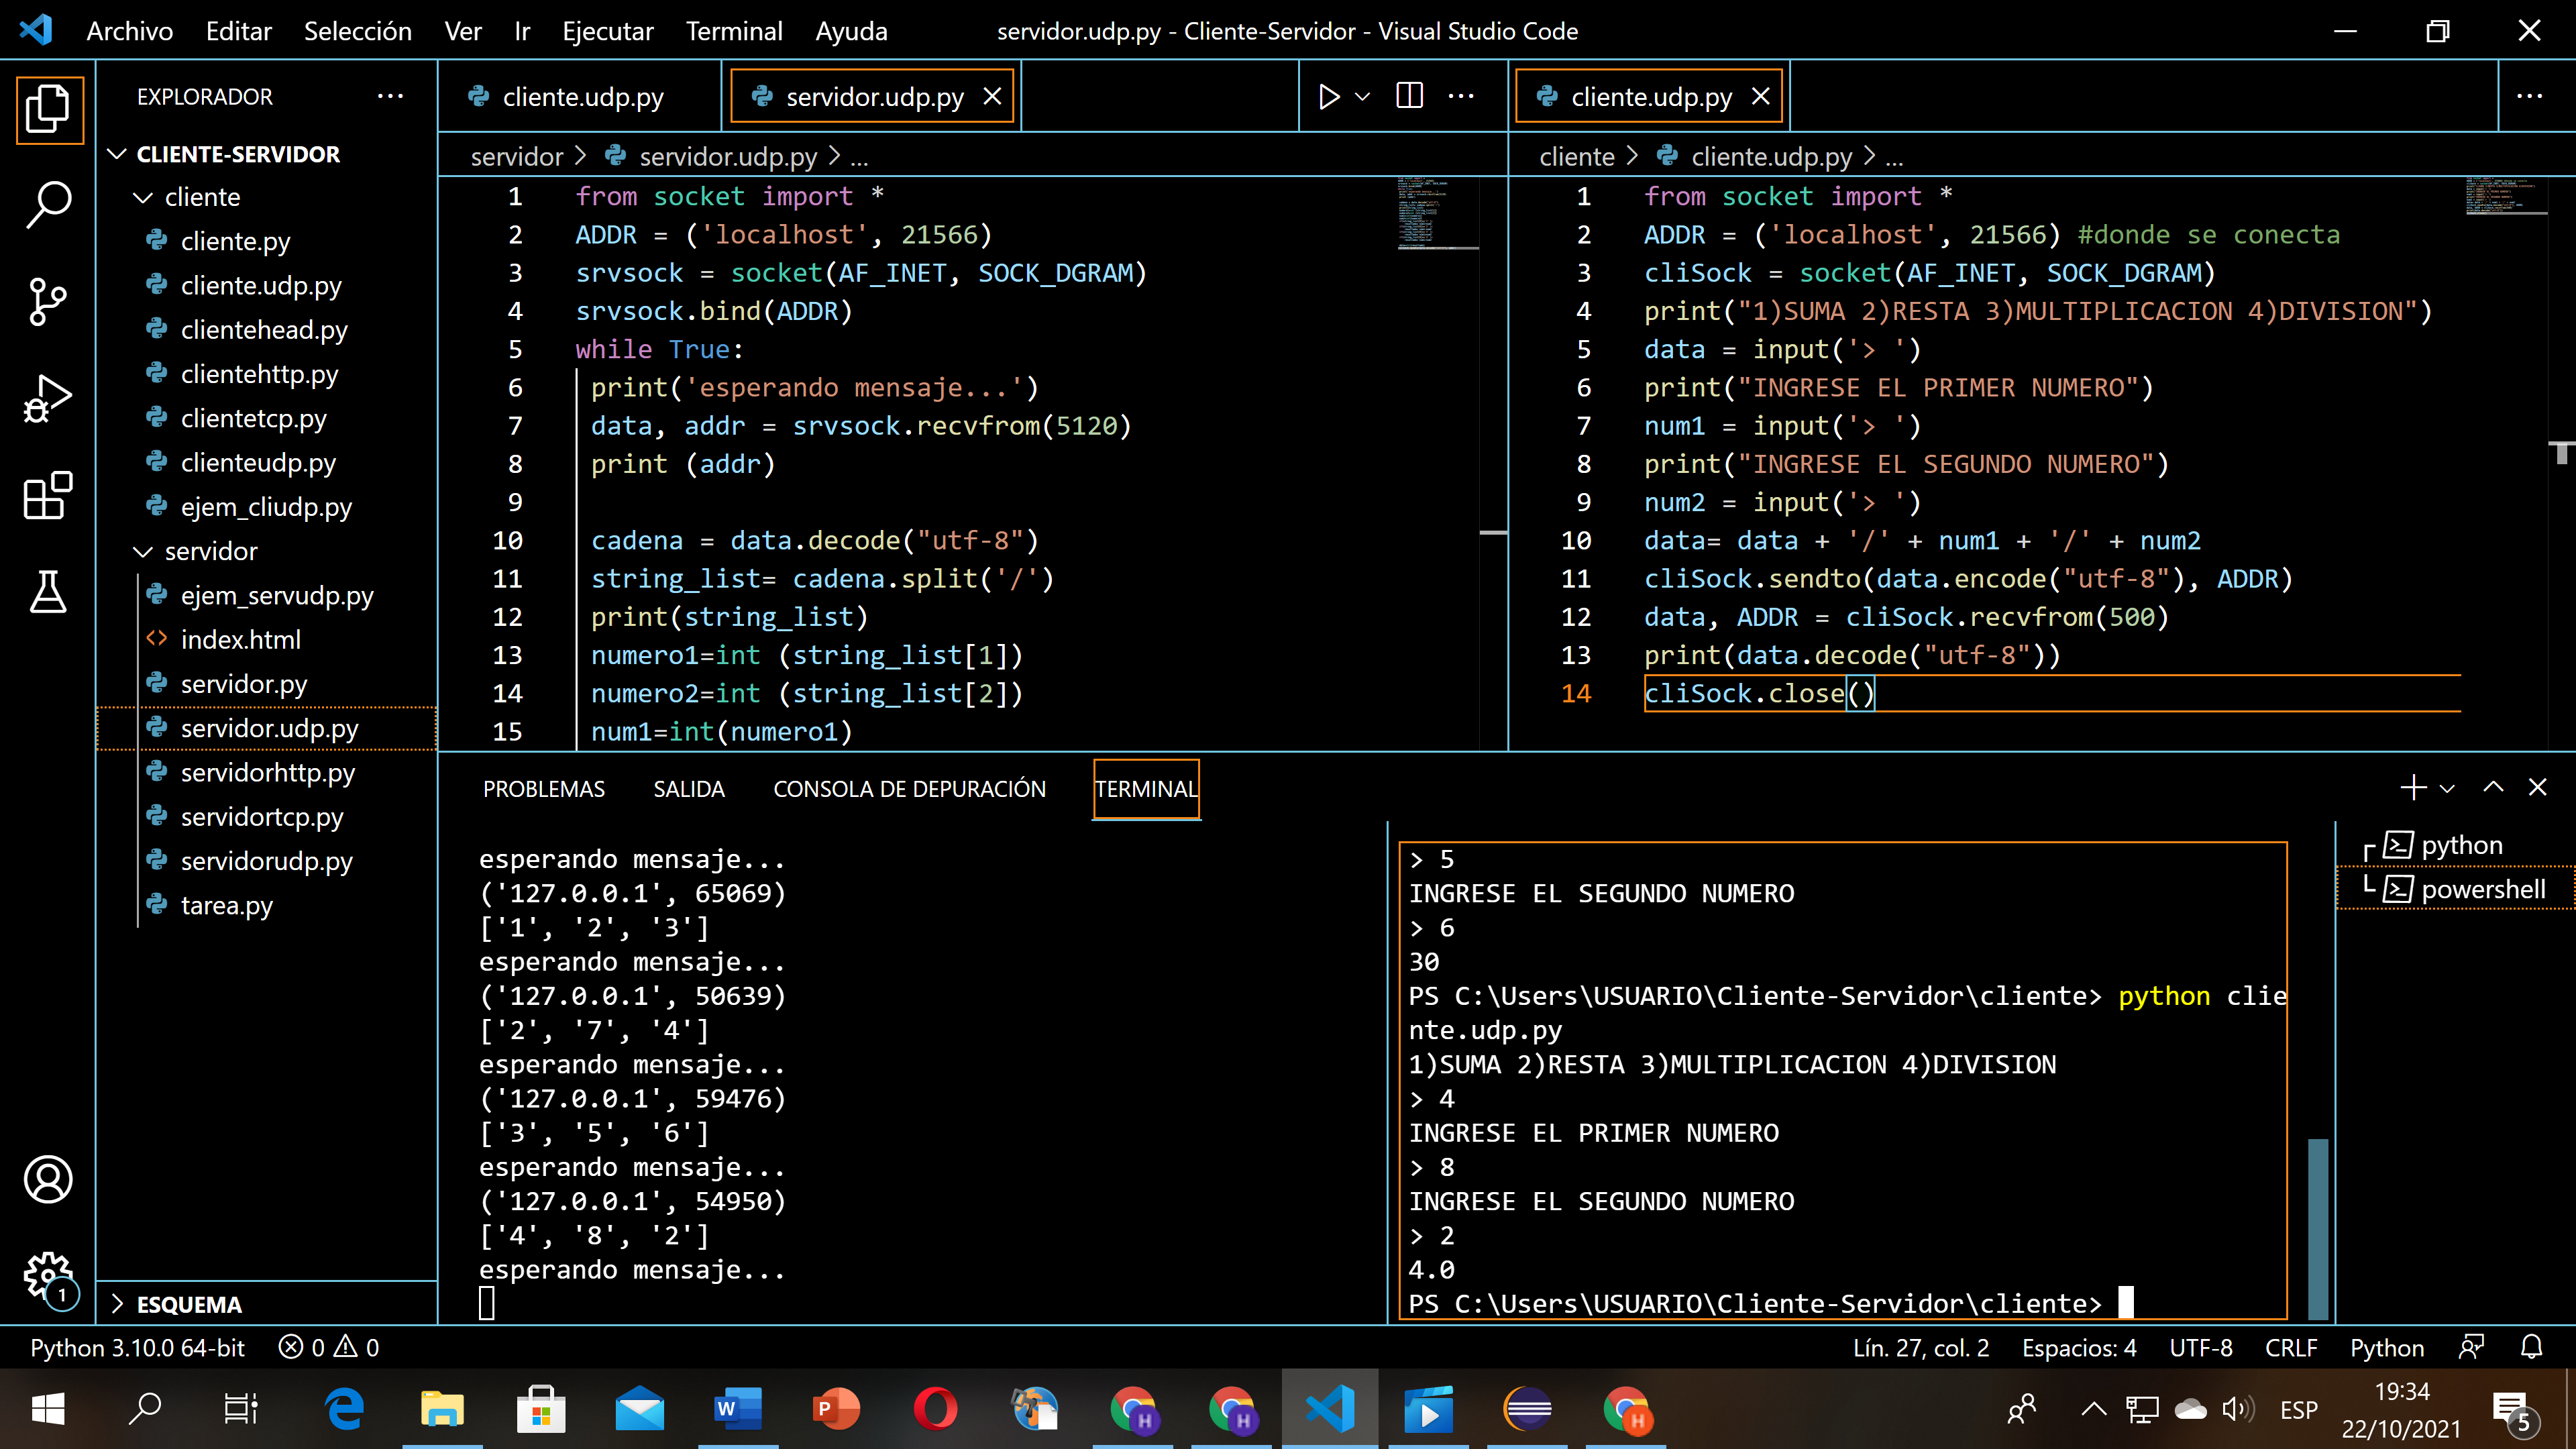 Archivo Editar Selección Ver Ir Ejecutar Terminal Ayuda
servidor.udp.py - Cliente-Servidor - Visual Studio Code
EXPLORADOR
CLIENTE-SERVIDOR
cliente
cliente.py
cliente.udp.py
clientehead.py
clientehttp.py
clientetcp.py
clienteudp.py
ejem_cliudp.py
servidor
ejem_servudp.py
index.html
servidor.py
servidor.udp.py
servidorhttp.py
servidortcp.py
servidorudp.py
tarea.py
ESQUEMA
cliente.udp.py
servidor.udp.py
servidor > servidor.udp.py > ...
1 from socket import *
2 ADDR = ('localhost', 21566)
3 srvsock = socket(AF_INET, SOCK_DGRAM)
4 srvsock.bind(ADDR)
5 while True:
6 print('esperando mensaje...')
7 data, addr = srvsock.recvfrom(5120)
8 print (addr)
9
10 cadena = data.decode("utf-8")
11 string_list= cadena.split('/')
12 print(string_list)
13 numero1=int (string_list[1])
14 numero2=int (string_list[2])
15 num1=int(numero1)
cliente.udp.py
cliente > cliente.udp.py > ...
1 from socket import *
2 ADDR = ('localhost', 21566) #donde se conecta
3 cliSock = socket(AF_INET, SOCK_DGRAM)
4 print("1)SUMA 2)RESTA 3)MULTIPLICACION 4)DIVISION")
5 data = input('> ')
6 print("INGRESE EL PRIMER NUMERO")
7 num1 = input('> ')
8 print("INGRESE EL SEGUNDO NUMERO")
9 num2 = input('> ')
10 data= data + '/' + num1 + '/' + num2
11 cliSock.sendto(data.encode("utf-8"), ADDR)
12 data, ADDR = cliSock.recvfrom(500)
13 print(data.decode("utf-8"))
14 cliSock.close()
PROBLEMAS SALIDA CONSOLA DE DEPURACIÓN TERMINAL
esperando mensaje...
('127.0.0.1', 65069)
['1', '2', '3']
esperando mensaje...
('127.0.0.1', 50639)
['2', '7', '4']
esperando mensaje...
('127.0.0.1', 59476)
['3', '5', '6']
esperando mensaje...
('127.0.0.1', 54950)
['4', '8', '2']
esperando mensaje...
> 5
INGRESE EL SEGUNDO NUMERO
> 6
30
PS C:\Users\USUARIO\Cliente-Servidor\cliente> python clie
nte.udp.py
1)SUMA 2)RESTA 3)MULTIPLICACION 4)DIVISION
> 4
INGRESE EL PRIMER NUMERO
> 8
INGRESE EL SEGUNDO NUMERO
> 2
4.0
PS C:\Users\USUARIO\Cliente-Servidor\cliente>
python
powershell
1
Python 3.10.0 64-bit 0 0
Lín. 27, col. 2 Espacios: 4 UTF-8 CRLF Python
ESP
19:34
22/10/2021
5